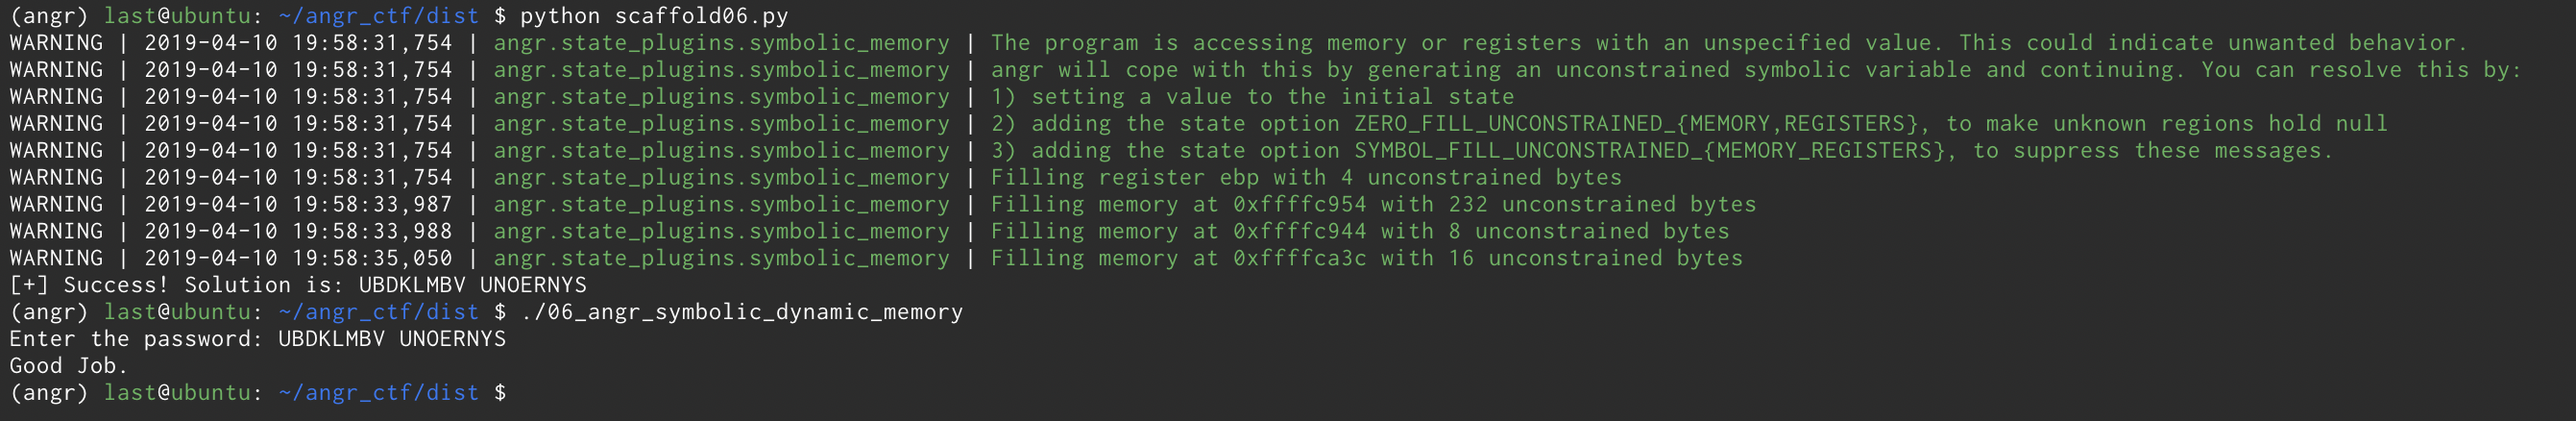 (angr) last@ubuntu: ~/angr_ctf/dist $ python scaffold06.py
WARNING | 2019-04-10 19:58:31,754 | angr.state_plugins.symbolic_memory | The program is accessing memory or registers with an unspecified value. This could indicate unwanted behavior.
WARNING | 2019-04-10 19:58:31,754 | angr.state_plugins.symbolic_memory | angr will cope with this by generating an unconstrained symbolic variable and continuing. You can resolve this by:
WARNING | 2019-04-10 19:58:31,754 | angr.state_plugins.symbolic_memory | 1) setting a value to the initial state
WARNING | 2019-04-10 19:58:31,754 | angr.state_plugins.symbolic_memory | 2) adding the state option ZERO_FILL_UNCONSTRAINED_{MEMORY,REGISTERS}, to make unknown regions hold null
WARNING | 2019-04-10 19:58:31,754 | angr.state_plugins.symbolic_memory | 3) adding the state option SYMBOL_FILL_UNCONSTRAINED_{MEMORY_REGISTERS}, to suppress these messages.
WARNING | 2019-04-10 19:58:31,754 | angr.state_plugins.symbolic_memory | Filling register ebp with 4 unconstrained bytes
WARNING | 2019-04-10 19:58:33,987 | angr.state_plugins.symbolic_memory | Filling memory at 0xffffc954 with 232 unconstrained bytes
WARNING | 2019-04-10 19:58:33,988 | angr.state_plugins.symbolic_memory | Filling memory at 0xffffc944 with 8 unconstrained bytes
WARNING | 2019-04-10 19:58:35,050 | angr.state_plugins.symbolic_memory | Filling memory at 0xffffca3c with 16 unconstrained bytes
[+] Success! Solution is: UBDKLMBV UNOERNYS
(angr) last@ubuntu: ~/angr_ctf/dist $ ./06_angr_symbolic_dynamic_memory
Enter the password: UBDKLMBV UNOERNYS
Good Job.
(angr) last@ubuntu: ~/angr_ctf/dist $